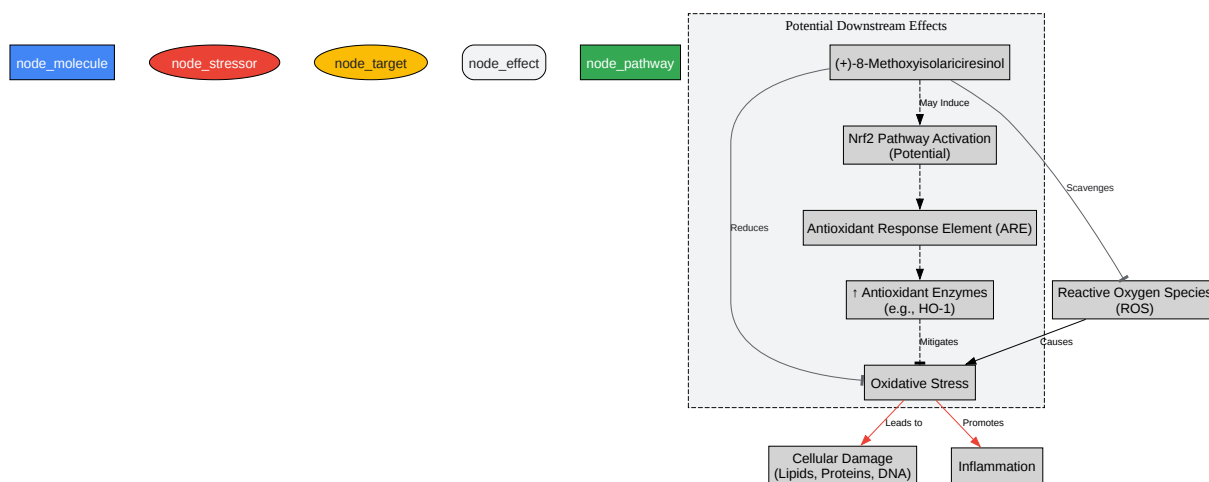 Potential Downstream Effects
node_molecule
node_stressor
node_target
node_effect
node_pathway
(+)-8-Methoxyisolariciresinol
May Induce
Nrf2 Pathway Activation
(Potential)
Scavenges
Antioxidant Response Element (ARE)
Reduces
↑ Antioxidant Enzymes
(e.g., HO-1)
Reactive Oxygen Species
(ROS)
Mitigates
Causes
Oxidative Stress
Leads to
Promotes
Cellular Damage
(Lipids, Proteins, DNA)
Inflammation